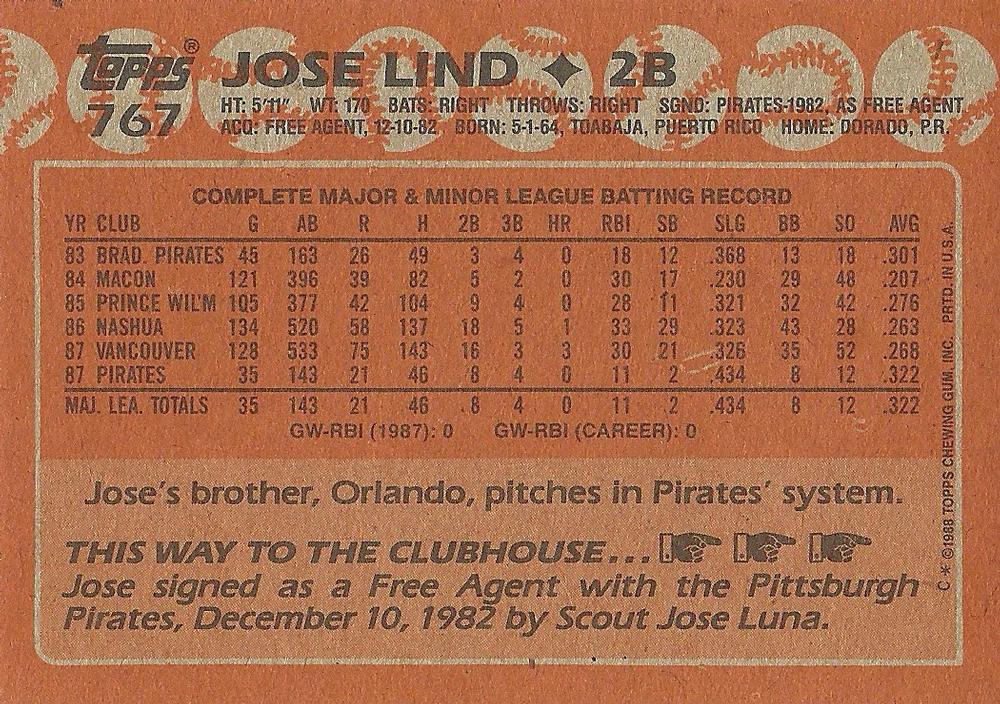 topps®
767
JOSE LIND ✦ 2B
HT: 5'11" WT: 170 BATS: RIGHT THROWS: RIGHT SGND: PIRATES-1982, AS FREE AGENT
ACQ: FREE AGENT, 12-10-82 BORN: 5-1-64, TOABAJA, PUERTO RICO HOME: DORADO, P.R.
COMPLETE MAJOR & MINOR LEAGUE BATTING RECORD
YR CLUB G AB R H 2B 3B HR RBI SB SLG BB SO AVG
83 BRAD. PIRATES 45 163 26 49 3 4 0 18 12 .368 13 18 .301
84 MACON 121 396 39 82 5 2 0 30 17 .230 29 48 .207
85 PRINCE WIL'M 105 377 42 104 9 4 0 28 11 .321 32 42 .276
86 NASHUA 134 520 58 137 18 5 1 33 29 .323 43 28 .263
87 VANCOUVER 128 533 75 143 16 3 3 30 21 .326 35 52 .268
87 PIRATES 35 143 21 46 8 4 0 11 2 .434 8 12 .322
MAJ. LEA. TOTALS 35 143 21 46 8 4 0 11 2 .434 8 12 .322
GW-RBI (1987): 0 GW-RBI (CAREER): 0
Jose's brother, Orlando, pitches in Pirates' system.
THIS WAY TO THE CLUBHOUSE...
Jose signed as a Free Agent with the Pittsburgh
Pirates, December 10, 1982 by Scout Jose Luna.
C * ©1988 TOPPS CHEWING GUM, INC. PRTD. IN U.S.A.